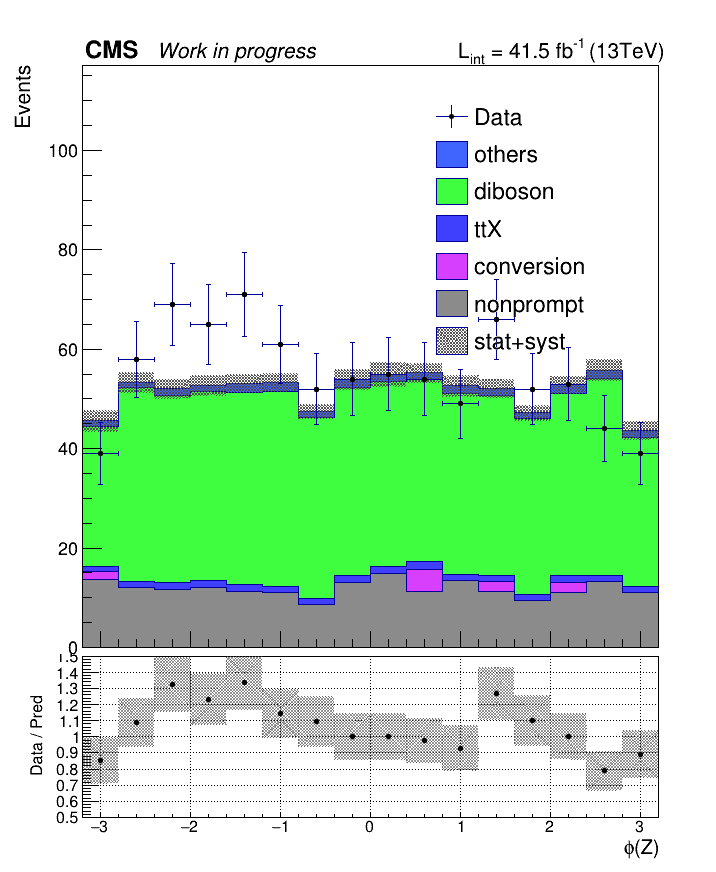 CMS Work in progress L_int = 41.5 fb⁻¹ (13TeV)
Events
100
80
60
40
20
0
Data
others
diboson
ttX
conversion
nonprompt
stat+syst
Data / Pred
1.5
1.4
1.3
1.2
1.1
1
0.9
0.8
0.7
0.6
0.5
−3 −2 −1 0 1 2 3
ϕ(Z)